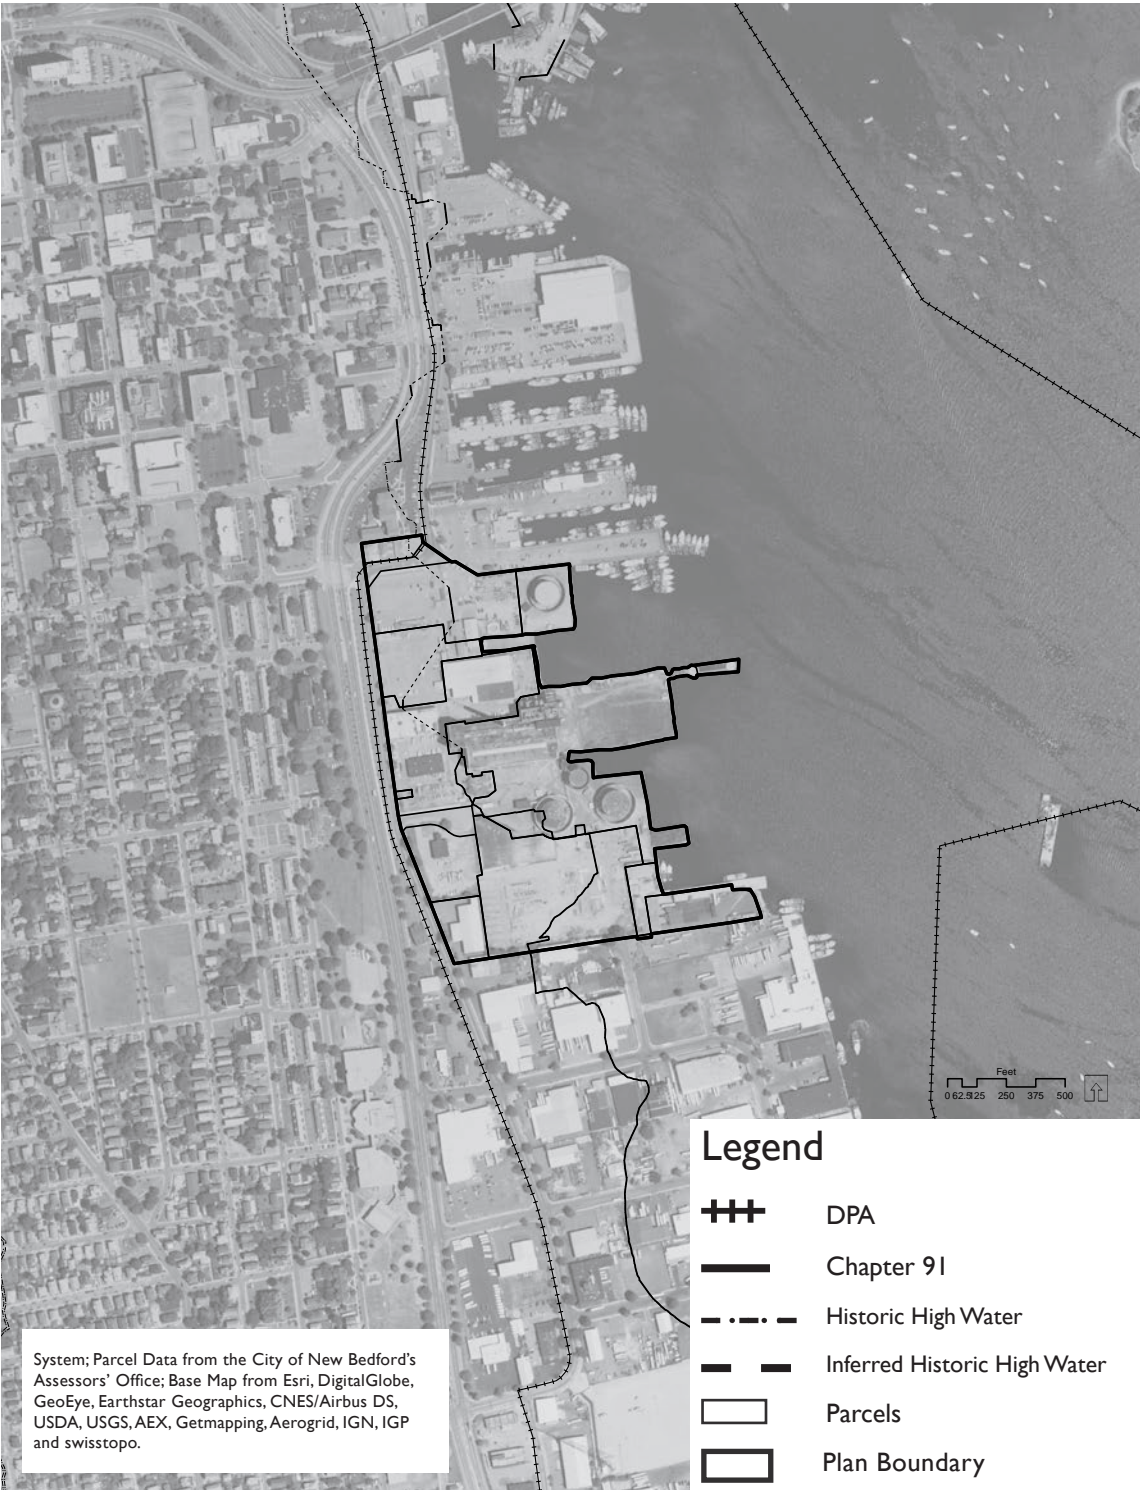 Feet
0 62.5 125 250 375 500
Legend
DPA
Chapter 91
Historic High Water
Inferred Historic High Water
Parcels
Plan Boundary
System; Parcel Data from the City of New Bedford's
Assessors' Office; Base Map from Esri, DigitalGlobe,
GeoEye, Earthstar Geographics, CNES/Airbus DS,
USDA, USGS, AEX, Getmapping, Aerogrid, IGN, IGP
and swisstopo.